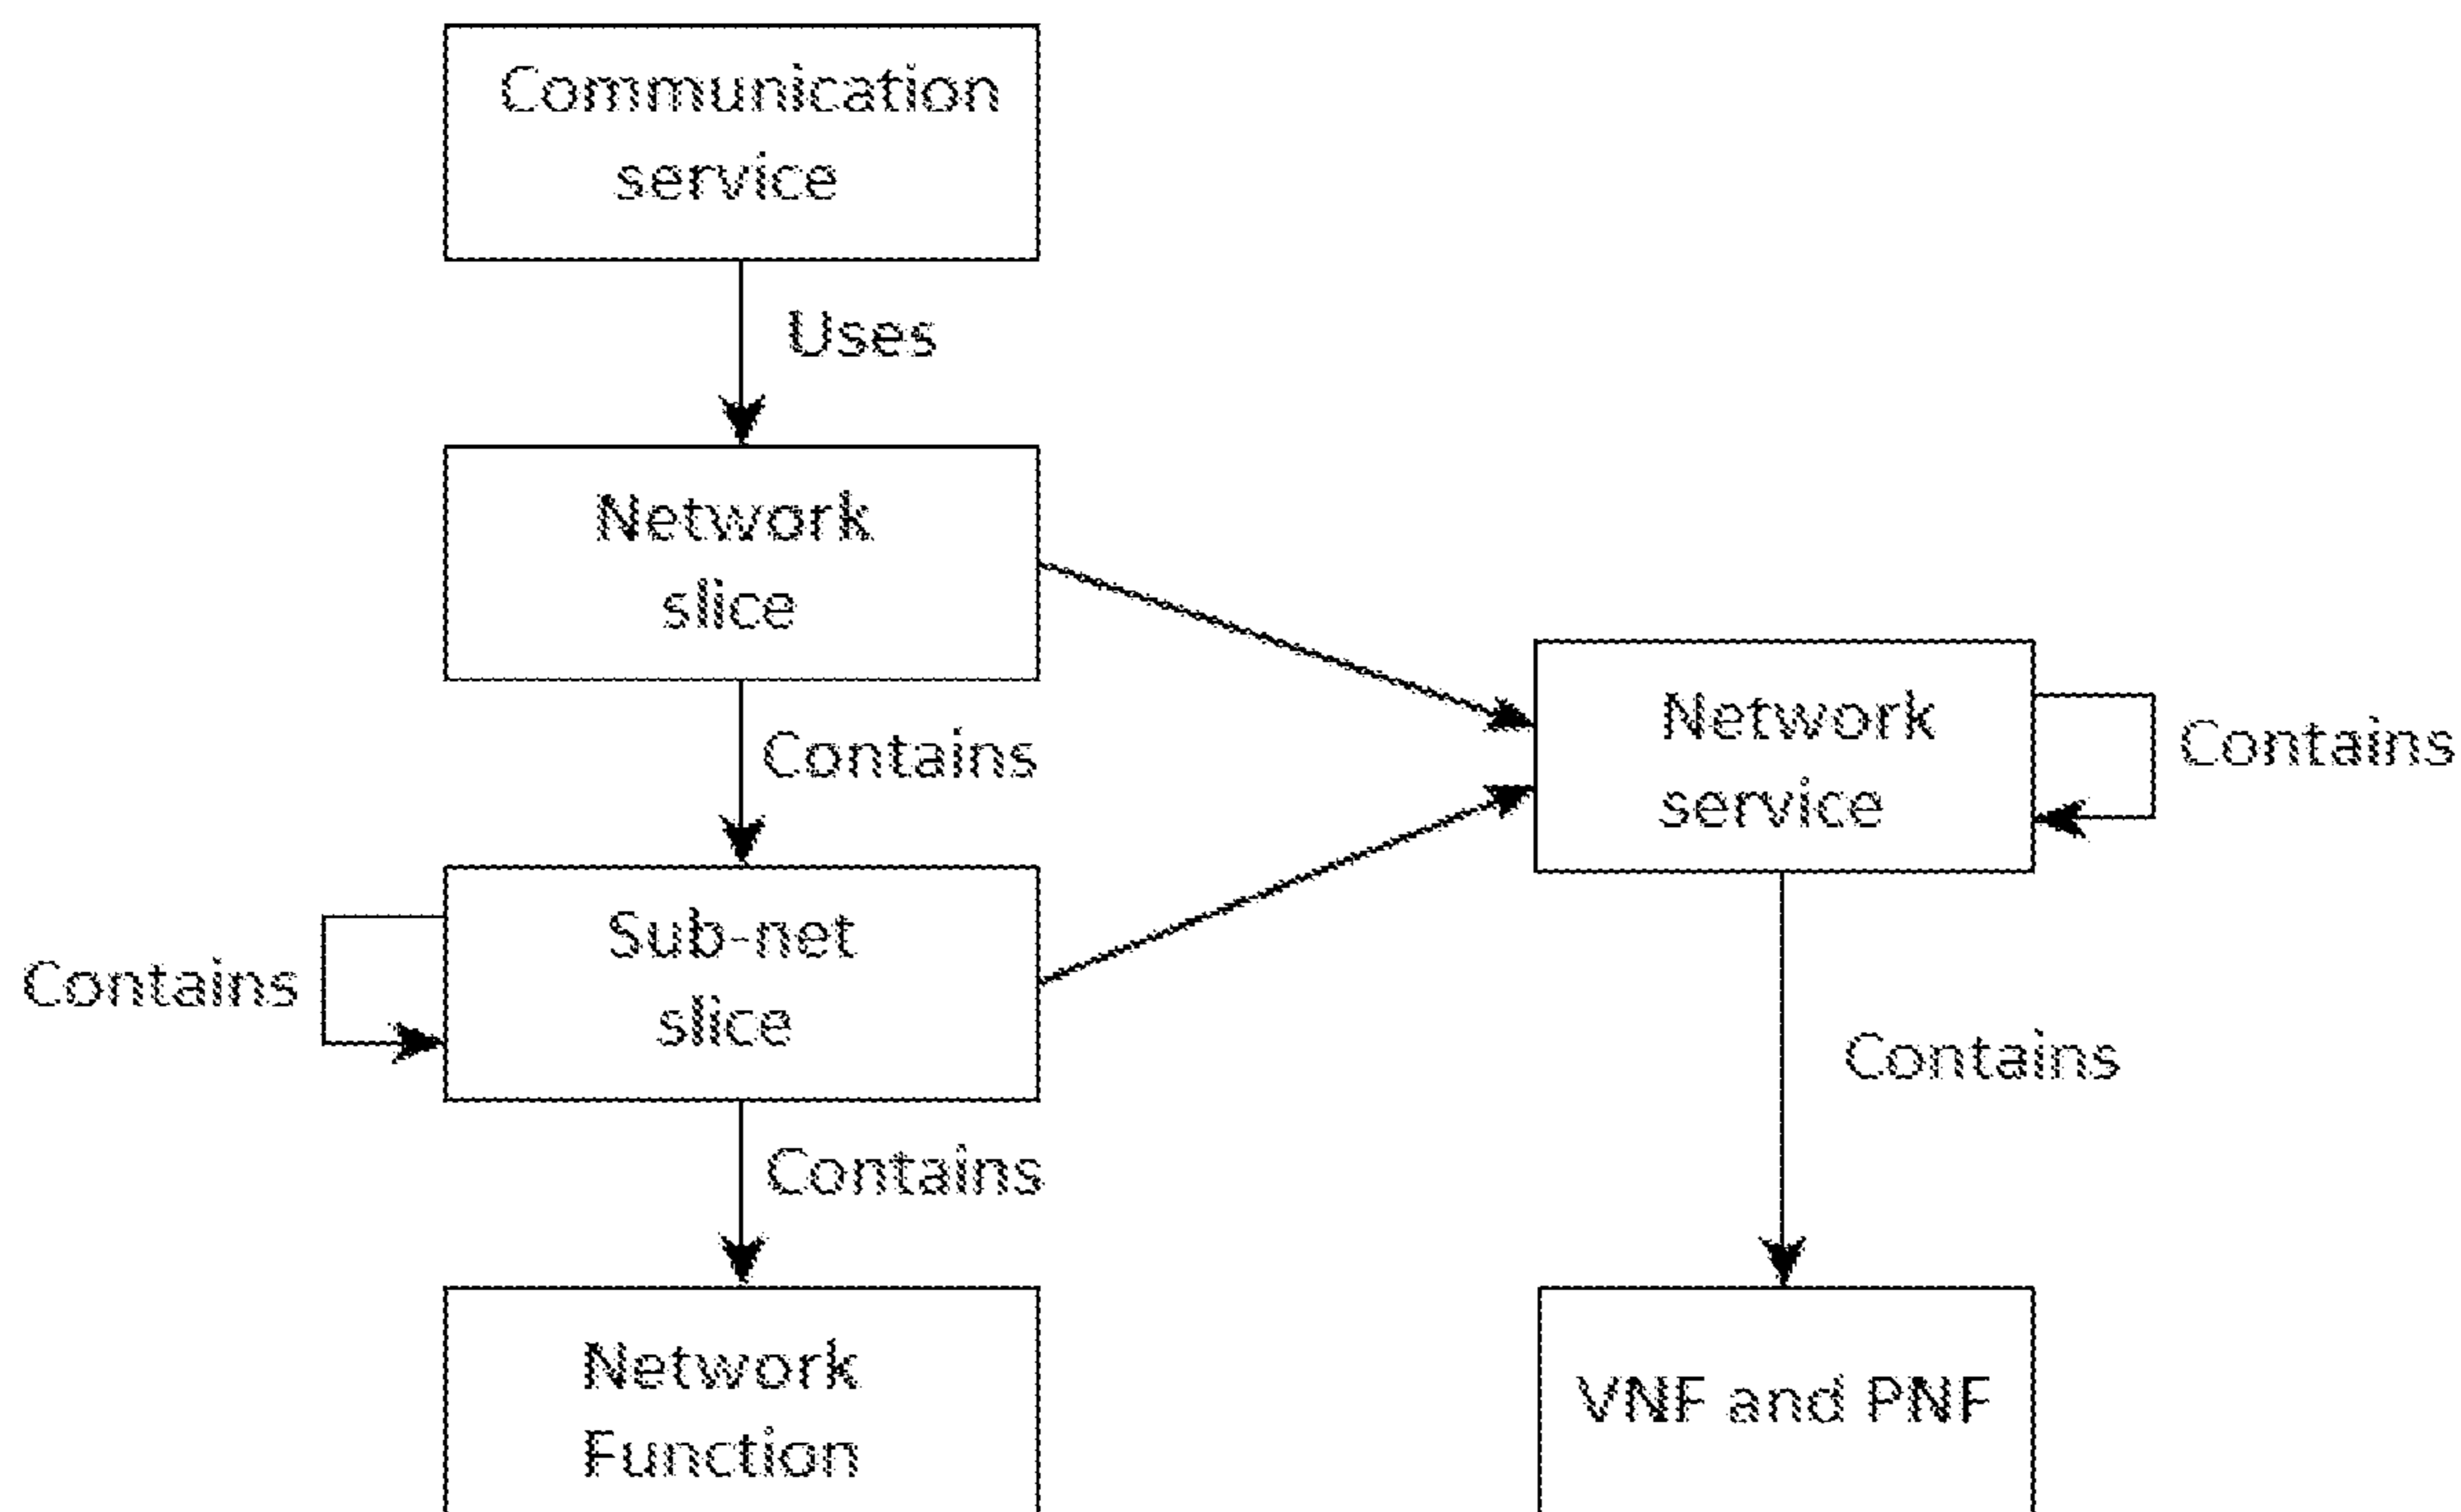 Communication
service
Uses
Network
slice
Contains
Network
service
Contains
Sub-net
slice
Contains
Contains
Contains
Network
Function
VNF and PNF